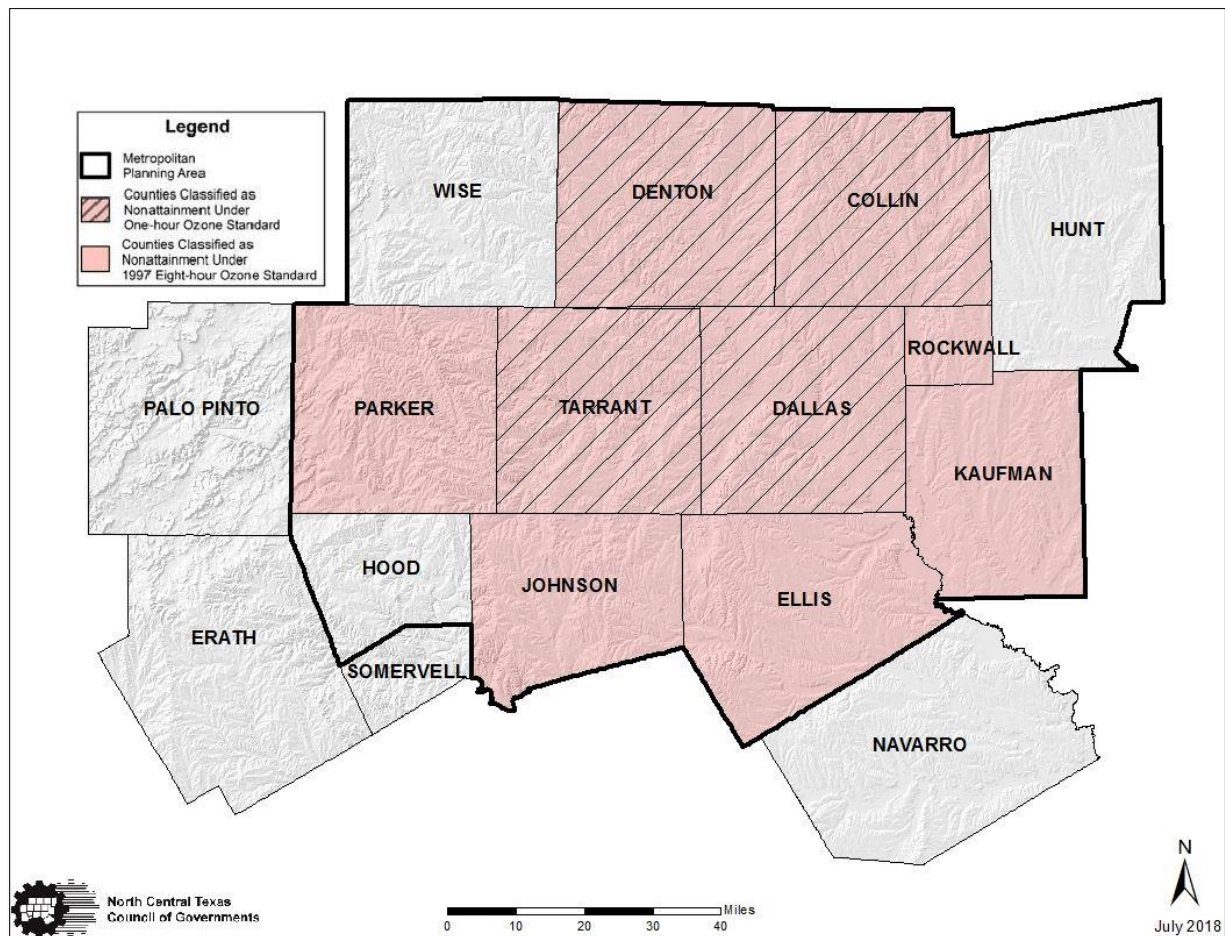 Legend
Metropolitan
Planning Area
Counties Classified as
Nonattainment Under
One-hour Ozone Standard
Counties Classified as
Nonattainment Under
1997 Eight-hour Ozone Standard
WISE
DENTON
COLLIN
HUNT
ROCKWALL
PALO PINTO
PARKER
TARRANT
DALLAS
KAUFMAN
HOOD
JOHNSON
ELLIS
ERATH
SOMERVELL
NAVARRO
North Central Texas
Council of Governments
Miles
0 10 20 30 40
N
July 2018